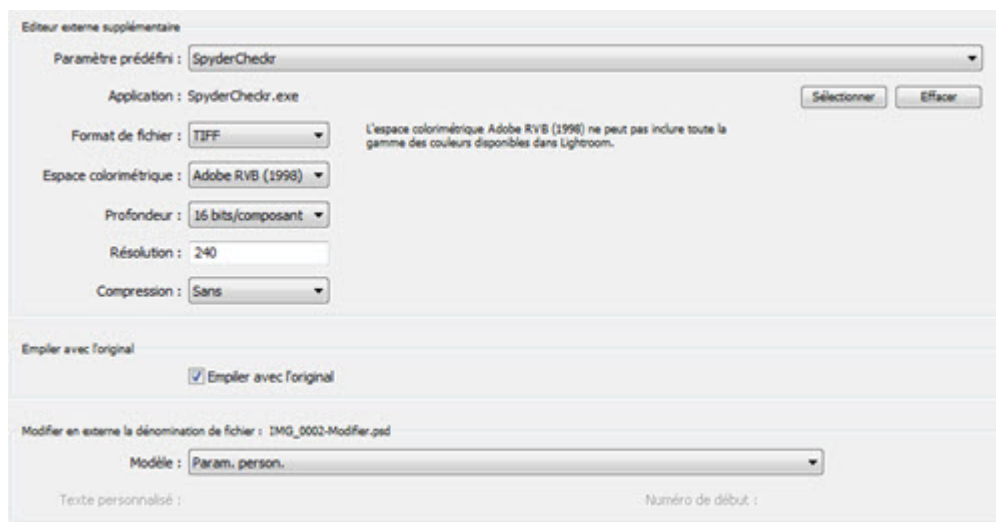 Editeur externe supplémentaire
Paramètre prédéfini : SpyderCheckr
Application : SpyderCheckr.exe Sélectionner Effacer
Format de fichier : TIFF L'espace colorimétrique Adobe RVB (1998) ne peut pas inclure toute la
gamme des couleurs disponibles dans Lightroom.
Espace colorimétrique : Adobe RVB (1998)
Profondeur : 16 bits/composant
Résolution : 240
Compression : Sans
Empiler avec l'original
Empiler avec l'original
Modifier en externe la dénomination de fichier : IMG_0002-Modifier.psd
Modèle : Param. person.
Texte personnalisé : Numéro de début :